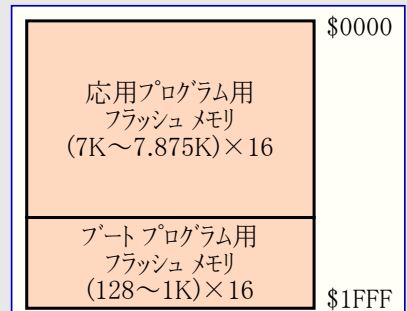 $0000
応用ﾌﾟﾛｸﾞﾗﾑ用
ﾌﾗｯｼｭ ﾒﾓﾘ
(7K～7.875K)×16
ﾌﾞｰﾄ ﾌﾟﾛｸﾞﾗﾑ用
ﾌﾗｯｼｭ ﾒﾓﾘ
(128～1K)×16
$1FFF